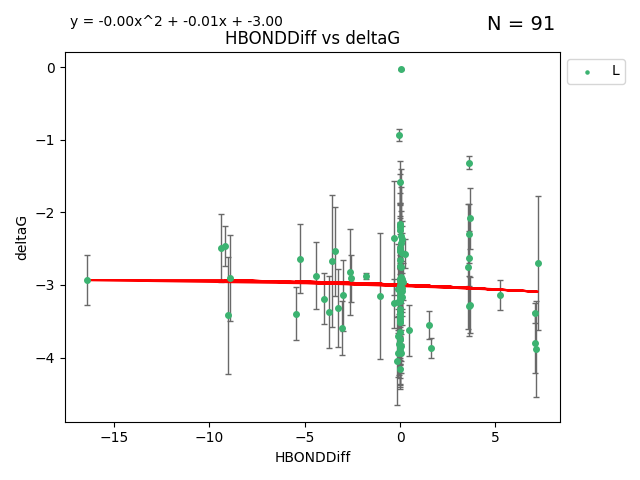 y = -0.00x^2 + -0.01x + -3.00
N = 91
HBONDDiff vs deltaG
L
deltaG
0
−1
−2
−3
−4
−15
−10
−5
0
5
HBONDDiff